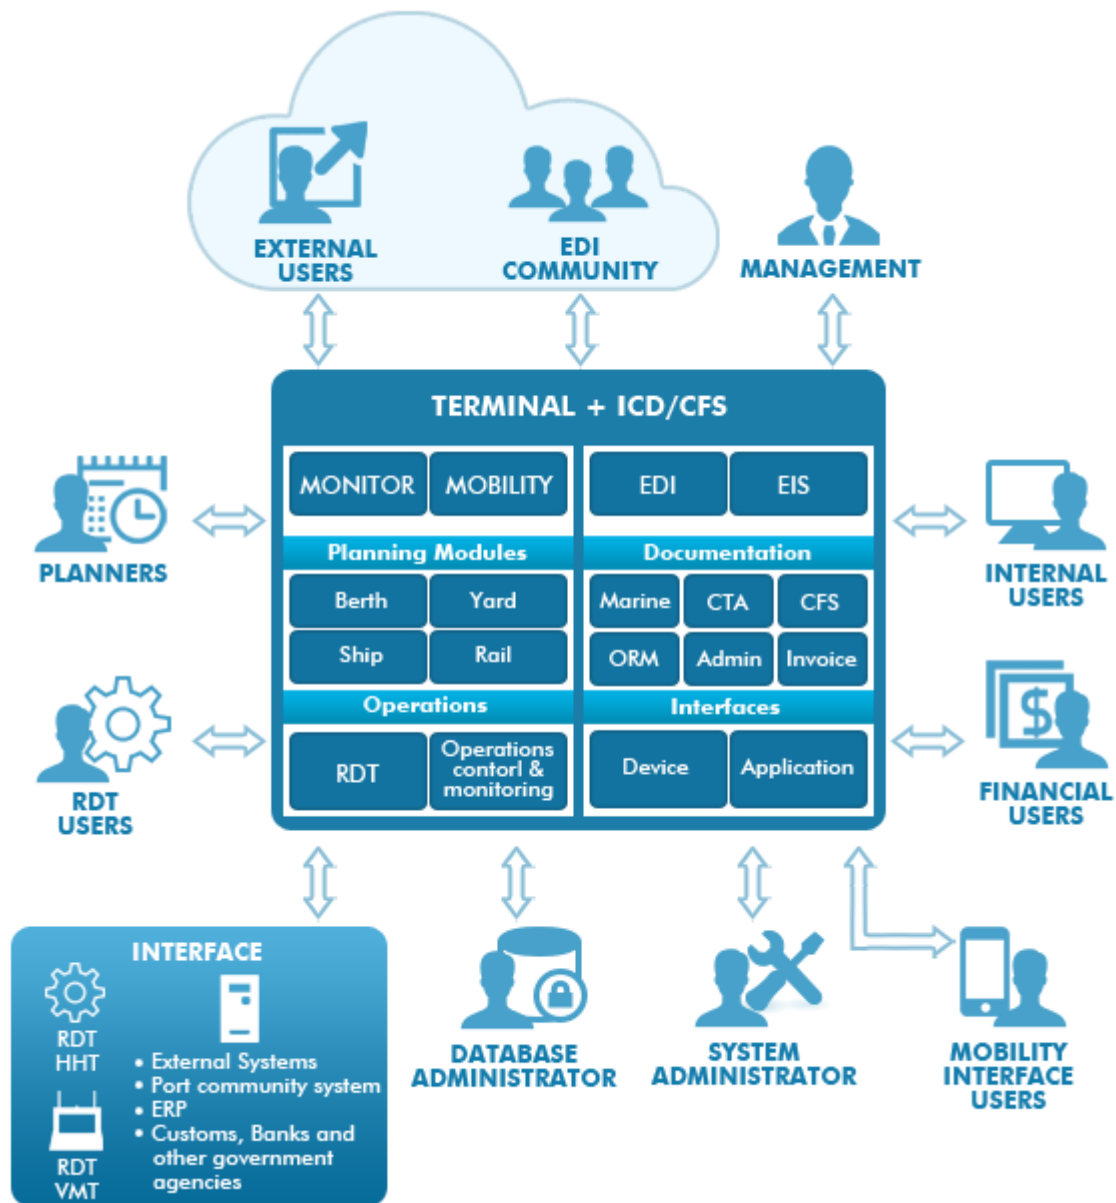 EXTERNAL
USERS
EDI
COMMUNITY
MANAGEMENT
TERMINAL + ICD/CFS
MONITOR
MOBILITY
EDI
EIS
Planning Modules
Documentation
Berth
Yard
Marine
CTA
CFS
Ship
Rail
ORM
Admin
Invoice
Operations
Interfaces
RDT
Operations
contorl &
monitoring
Device
Application
PLANNERS
RDT
USERS
INTERNAL
USERS
$
FINANCIAL
USERS
INTERFACE
RDT
HHT
RDT
VMT
• External Systems
• Port community system
• ERP
• Customs, Banks and
other government
agencies
DATABASE
ADMINISTRATOR
SYSTEM
ADMINISTRATOR
MOBILITY
INTERFACE
USERS